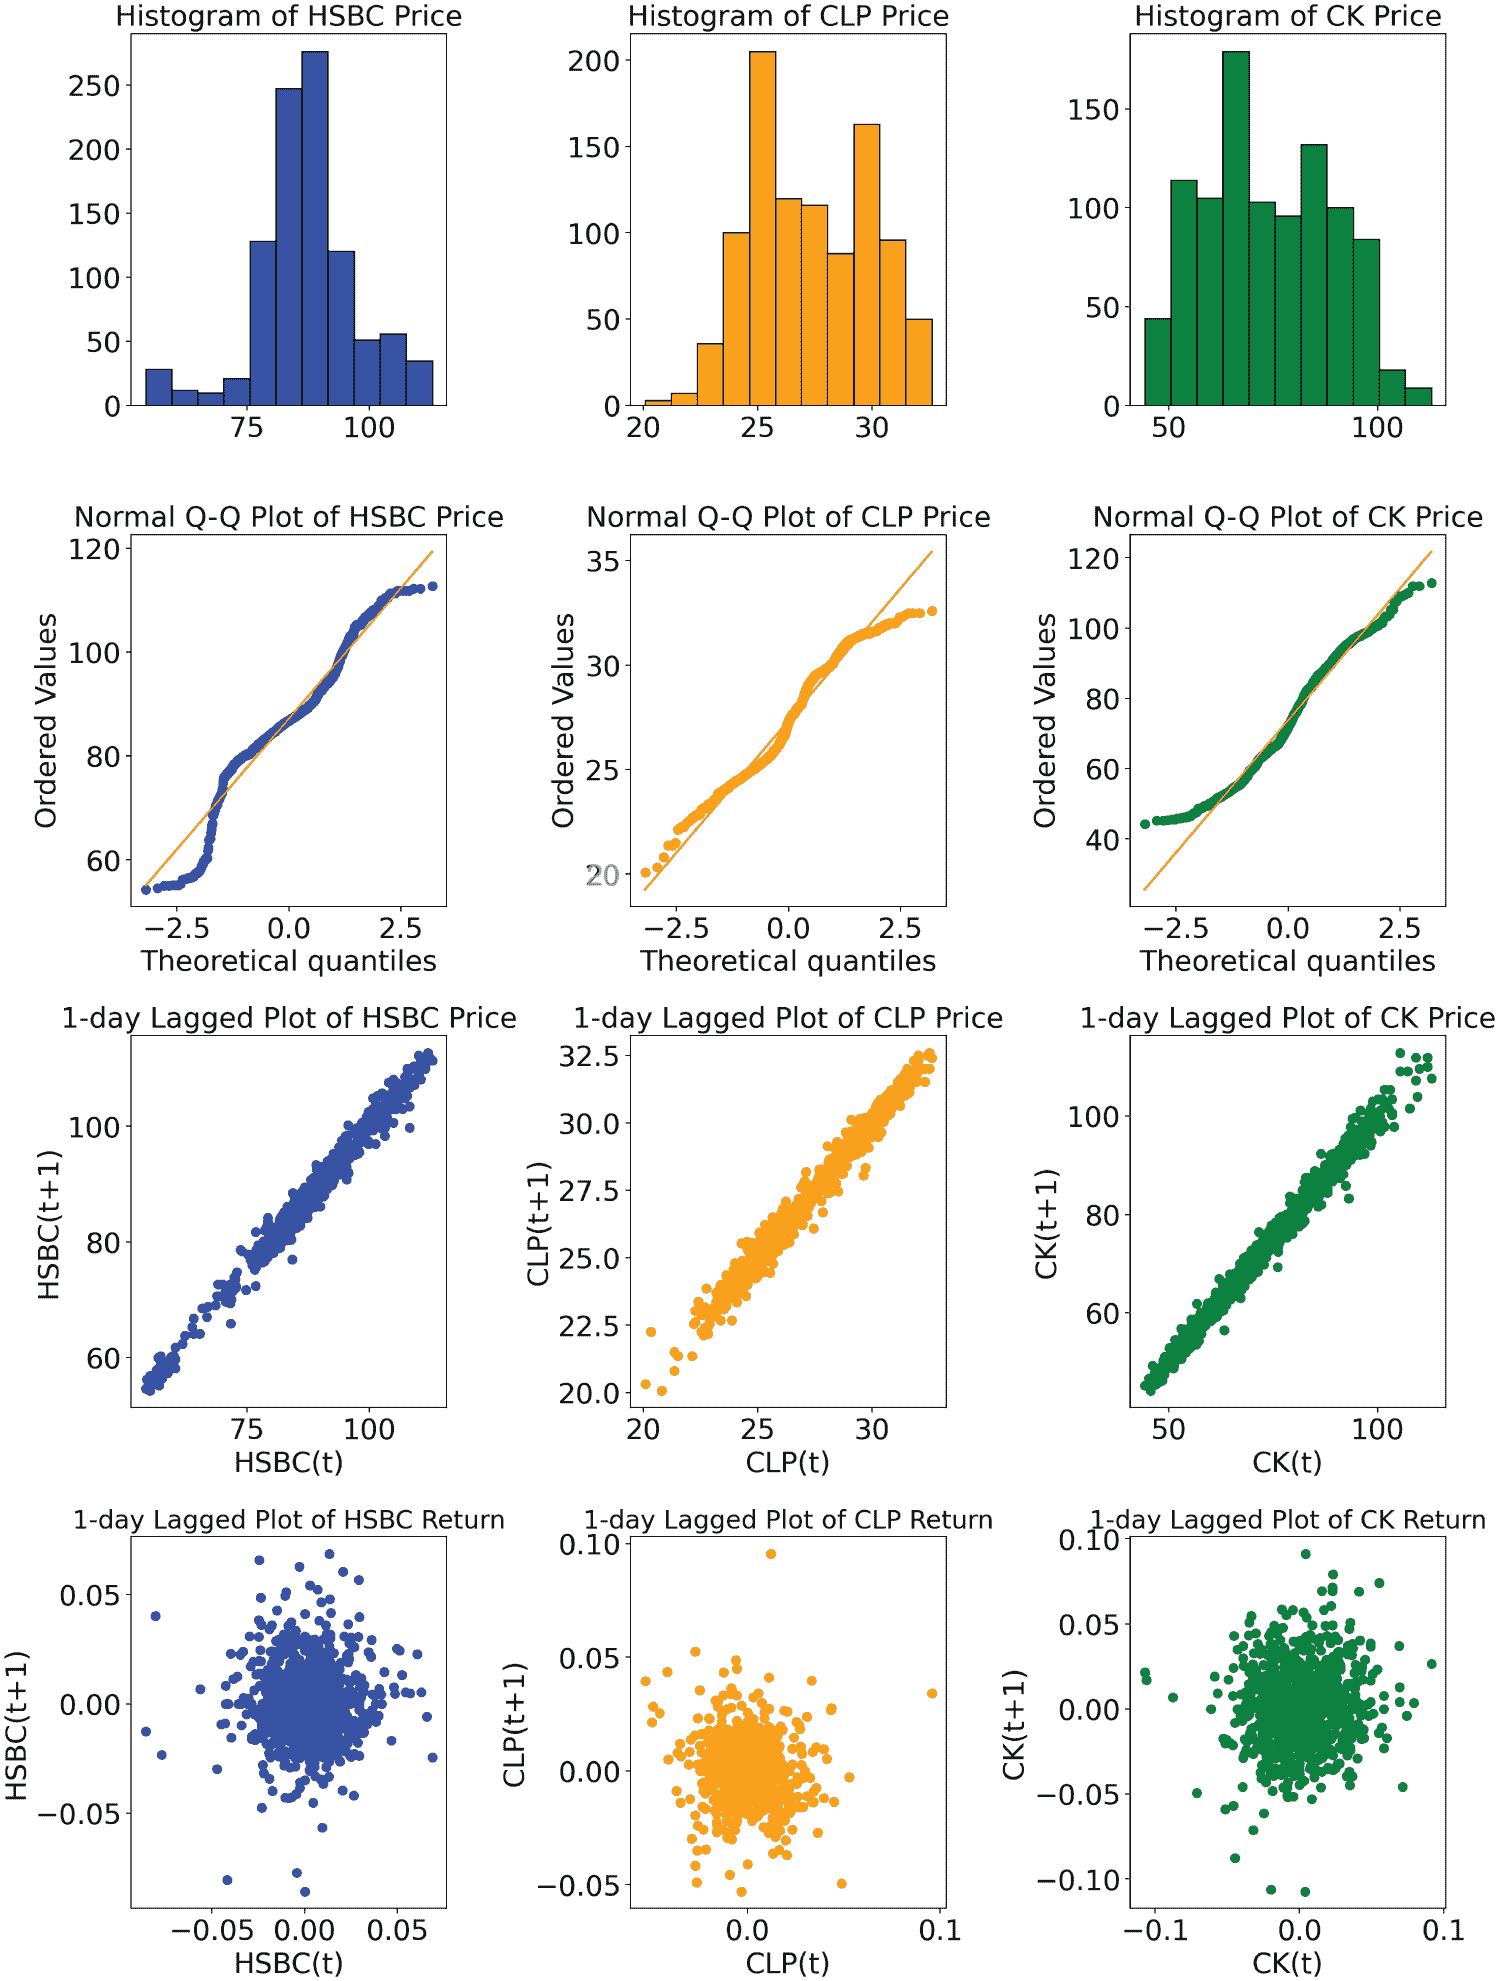 Histogram of HSBC Price
Histogram of CLP Price
Histogram of CK Price
250
200
150
100
50
0
75 100
200
150
100
50
0
20 25 30
150
100
50
0
50 100
Normal Q-Q Plot of HSBC Price
Normal Q-Q Plot of CLP Price
Normal Q-Q Plot of CK Price
Ordered Values
120
100
80
60
−2.5 0.0 2.5
Theoretical quantiles
Ordered Values
35
30
25
20
−2.5 0.0 2.5
Theoretical quantiles
Ordered Values
120
100
80
60
40
−2.5 0.0 2.5
Theoretical quantiles
1-day Lagged Plot of HSBC Price
1-day Lagged Plot of CLP Price
1-day Lagged Plot of CK Price
HSBC(t+1)
100
80
60
75 100
HSBC(t)
CLP(t+1)
32.5
30.0
27.5
25.0
22.5
20.0
20 25 30
CLP(t)
CK(t+1)
100
80
60
50 100
CK(t)
1-day Lagged Plot of HSBC Return
1-day Lagged Plot of CLP Return
1-day Lagged Plot of CK Return
HSBC(t+1)
0.05
0.00
−0.05
−0.05 0.00 0.05
HSBC(t)
CLP(t+1)
0.10
0.05
0.00
−0.05
0.0 0.1
CLP(t)
CK(t+1)
0.10
0.05
0.00
−0.05
−0.10
−0.1 0.0 0.1
CK(t)